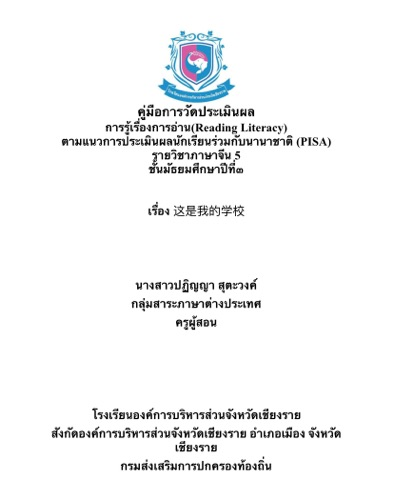 คู่มือการวัดประเมินผล
การรู้เรื่องการอ่าน(Reading Literacy)
ตามแนวการประเมินผลนักเรียนร่วมกับนานาชาติ (PISA)
รายวิชาภาษาจีน 5
ชั้นมัธยมศึกษาปีที่๓
เรื่อง 这是我的学校
นางสาวปฏิญญา สุตะวงค์
กลุ่มสาระภาษาต่างประเทศ
ครูผู้สอน
โรงเรียนองค์การบริหารส่วนจังหวัดเชียงราย
สังกัดองค์การบริหารส่วนจังหวัดเชียงราย อำเภอเมือง จังหวัด
เชียงราย
กรมส่งเสริมการปกครองท้องถิ่น